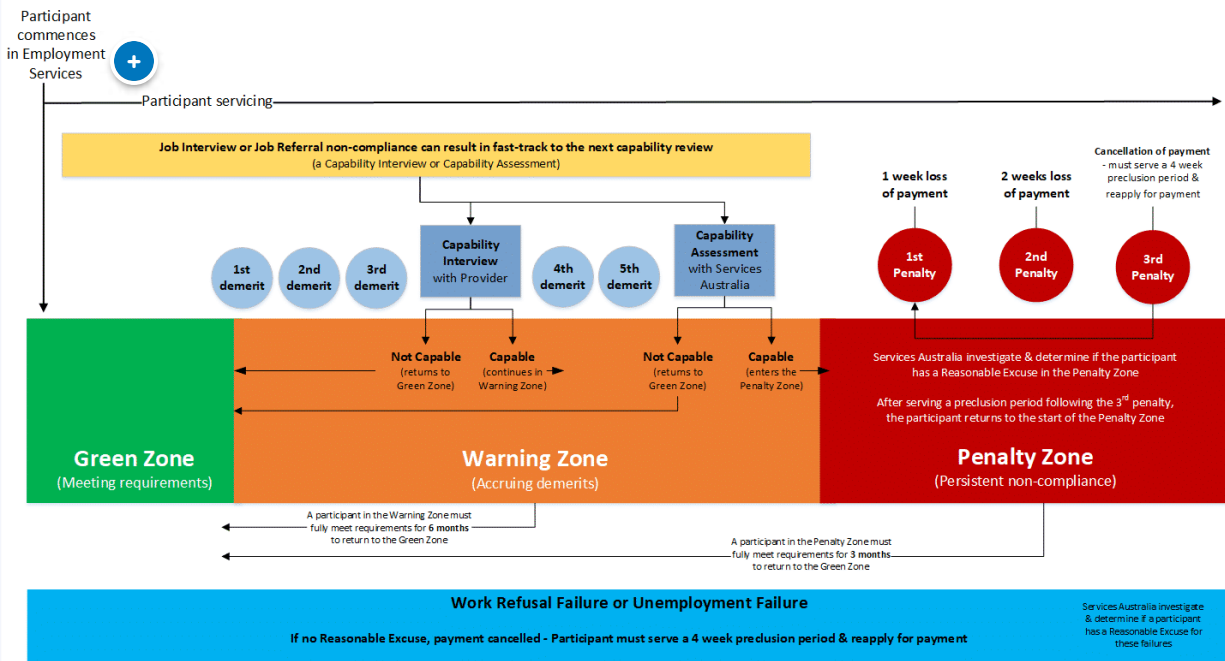 Participant
commences
in Employment
Services
+
Participant servicing
Job Interview or Job Referral non-compliance can result in fast-track to the next capability review
(a Capability Interview or Capability Assessment)
1st
demerit
2nd
demerit
3rd
demerit
Capability
Interview
with Provider
4th
demerit
5th
demerit
Capability
Assessment
with Services
Australia
1 week loss
of payment
2 weeks loss
of payment
Cancellation of payment
- must serve a 4 week
preclusion period &
reapply for payment
1st
Penalty
2nd
Penalty
3rd
Penalty
Not Capable
(returns to
Green Zone)
Capable
(continues in
Warning Zone)
Not Capable
(returns to
Green Zone)
Capable
(enters the
Penalty Zone)
Services Australia investigate & determine if the participant
has a Reasonable Excuse in the Penalty Zone
After serving a preclusion period following the 3rd penalty,
the participant returns to the start of the Penalty Zone
Green Zone
(Meeting requirements)
Warning Zone
(Accruing demerits)
Penalty Zone
(Persistent non-compliance)
A participant in the Warning Zone must
fully meet requirements for 6 months
to return to the Green Zone
A participant in the Penalty Zone must
fully meet requirements for 3 months
to return to the Green Zone
Work Refusal Failure or Unemployment Failure
If no Reasonable Excuse, payment cancelled - Participant must serve a 4 week preclusion period & reapply for payment
Services Australia investigate
& determine if a participant
has a Reasonable Excuse for
these failures